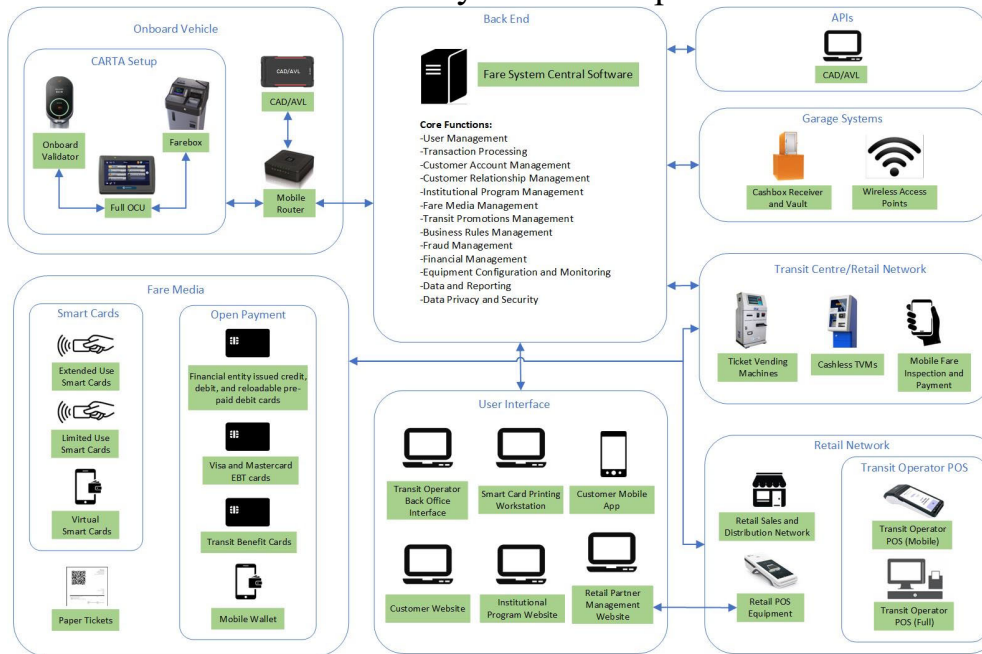 Back End
Onboard Vehicle
CARTA Setup
Onboard
Validator
Farebox
Full OCU
CAD/AVL
CAD/AVL
Mobile
Router
Fare System Central Software
Core Functions:
-User Management
-Transaction Processing
-Customer Account Management
-Customer Relationship Management
-Institutional Program Management
-Fare Media Management
-Transit Promotions Management
-Business Rules Management
-Fraud Management
-Financial Management
-Equipment Configuration and Monitoring
-Data and Reporting
-Data Privacy and Security
APIs
CAD/AVL
Garage Systems
Cashbox Receiver
and Vault
Wireless Access
Points
Transit Centre/Retail Network
Ticket Vending
Machines
Cashless TVMs
Mobile Fare
Inspection and
Payment
Fare Media
Smart Cards
Extended Use
Smart Cards
Limited Use
Smart Cards
Virtual
Smart Cards
Paper Tickets
Open Payment
Financial entity issued credit,
debit, and reloadable pre-
paid debit cards
Visa and Mastercard
EBT cards
Transit Benefit Cards
Mobile Wallet
User Interface
Transit Operator
Back Office
Interface
Smart Card Printing
Workstation
Customer Mobile
App
Customer Website
Institutional
Program Website
Retail Partner
Management
Website
Retail Network
Retail Sales and
Distribution Network
Retail POS
Equipment
Transit Operator POS
Transit Operator
POS (Mobile)
Transit Operator
POS (Full)